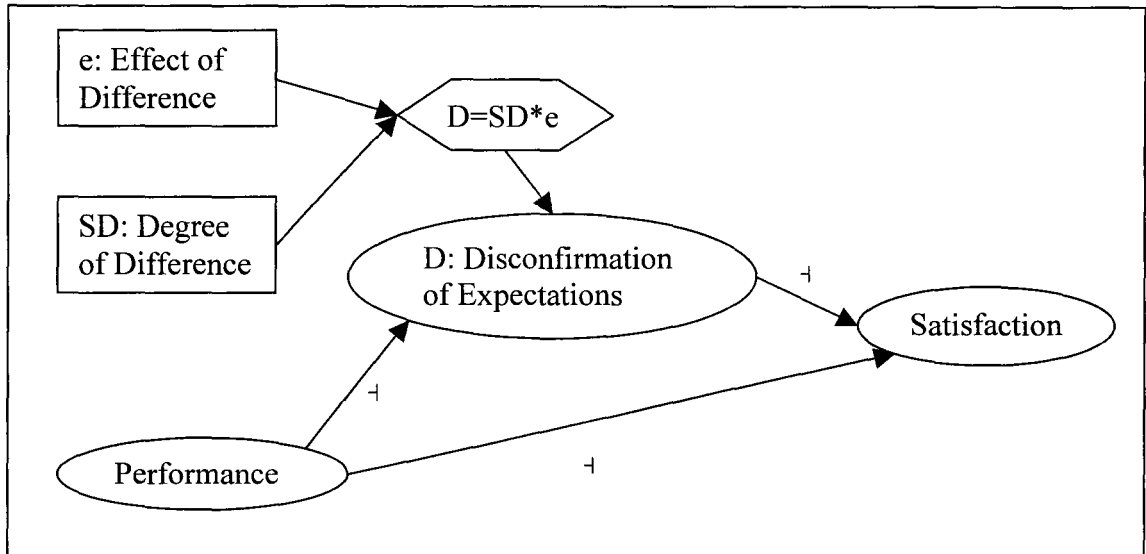 e: Effect of
Difference
D=SD*e
SD: Degree
of Difference
D: Disconfirmation
of Expectations
Satisfaction
Performance